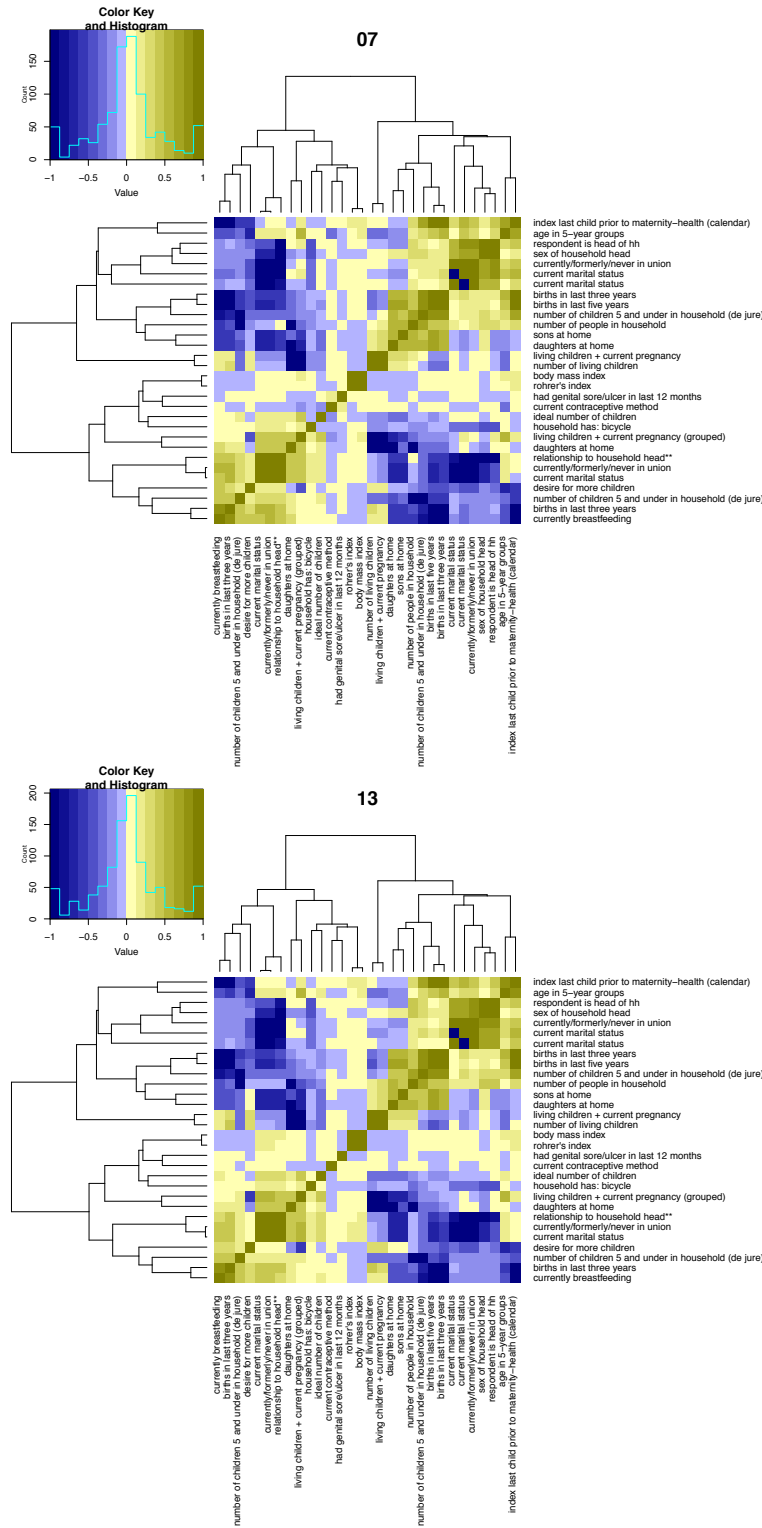 Color Key
and Histogram
Count
0
50
100
150
−1
−0.5
0
0.5
1
Value
07
index last child prior to maternity−health (calendar)
age in 5−year groups
respondent is head of hh
sex of household head
currently/formerly/never in union
current marital status
current marital status
births in last three years
births in last five years
number of children 5 and under in household (de jure)
number of people in household
sons at home
daughters at home
living children + current pregnancy
number of living children
body mass index
rohrer's index
had genital sore/ulcer in last 12 months
current contraceptive method
ideal number of children
household has: bicycle
living children + current pregnancy (grouped)
daughters at home
relationship to household head**
currently/formerly/never in union
current marital status
desire for more children
number of children 5 and under in household (de jure)
births in last three years
currently breastfeeding
currently breastfeeding
births in last three years
number of children 5 and under in household (de jure)
desire for more children
current marital status
currently/formerly/never in union
relationship to household head**
daughters at home
living children + current pregnancy (grouped)
household has: bicycle
ideal number of children
current contraceptive method
had genital sore/ulcer in last 12 months
rohrer's index
body mass index
number of living children
living children + current pregnancy
daughters at home
sons at home
number of people in household
number of children 5 and under in household (de jure)
births in last five years
births in last three years
current marital status
current marital status
currently/formerly/never in union
sex of household head
respondent is head of hh
age in 5−year groups
index last child prior to maternity−health (calendar)
Color Key
and Histogram
Count
0
50
100
150
200
−1
−0.5
0
0.5
1
Value
13
index last child prior to maternity−health (calendar)
age in 5−year groups
respondent is head of hh
sex of household head
currently/formerly/never in union
current marital status
current marital status
births in last three years
births in last five years
number of children 5 and under in household (de jure)
number of people in household
sons at home
daughters at home
living children + current pregnancy
number of living children
body mass index
rohrer's index
had genital sore/ulcer in last 12 months
current contraceptive method
ideal number of children
household has: bicycle
living children + current pregnancy (grouped)
daughters at home
relationship to household head**
currently/formerly/never in union
current marital status
desire for more children
number of children 5 and under in household (de jure)
births in last three years
currently breastfeeding
currently breastfeeding
births in last three years
number of children 5 and under in household (de jure)
desire for more children
current marital status
currently/formerly/never in union
relationship to household head**
daughters at home
living children + current pregnancy (grouped)
household has: bicycle
ideal number of children
current contraceptive method
had genital sore/ulcer in last 12 months
rohrer's index
body mass index
number of living children
living children + current pregnancy
daughters at home
sons at home
number of people in household
number of children 5 and under in household (de jure)
births in last five years
births in last three years
current marital status
current marital status
currently/formerly/never in union
sex of household head
respondent is head of hh
age in 5−year groups
index last child prior to maternity−health (calendar)